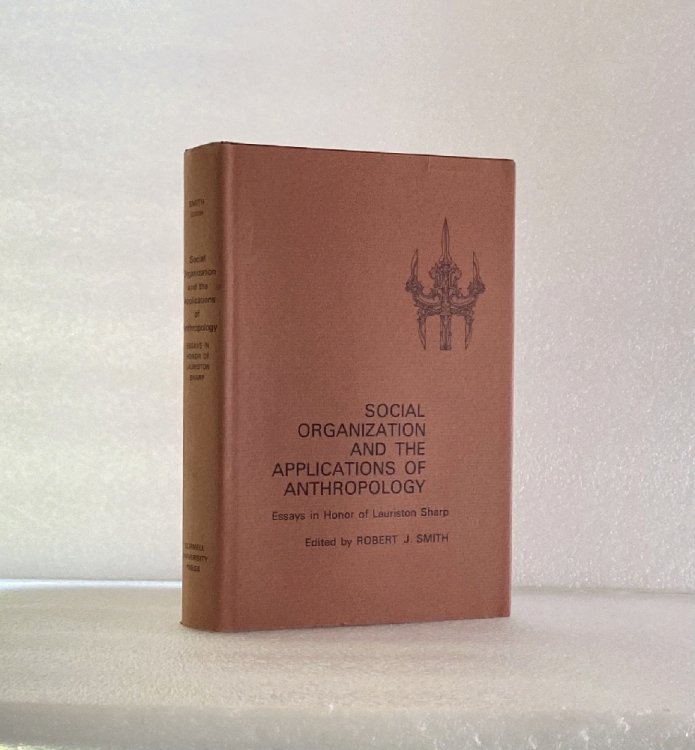 SMITH
EDITOR
Social
Organization
and the
Applications
of
Anthropology
ESSAYS IN
HONOR OF
LAURISTON
SHARP
CORNELL
UNIVERSITY
PRESS
SOCIAL
ORGANIZATION
AND THE
APPLICATIONS OF
ANTHROPOLOGY
Essays in Honor of Lauriston Sharp
Edited by ROBERT J. SMITH